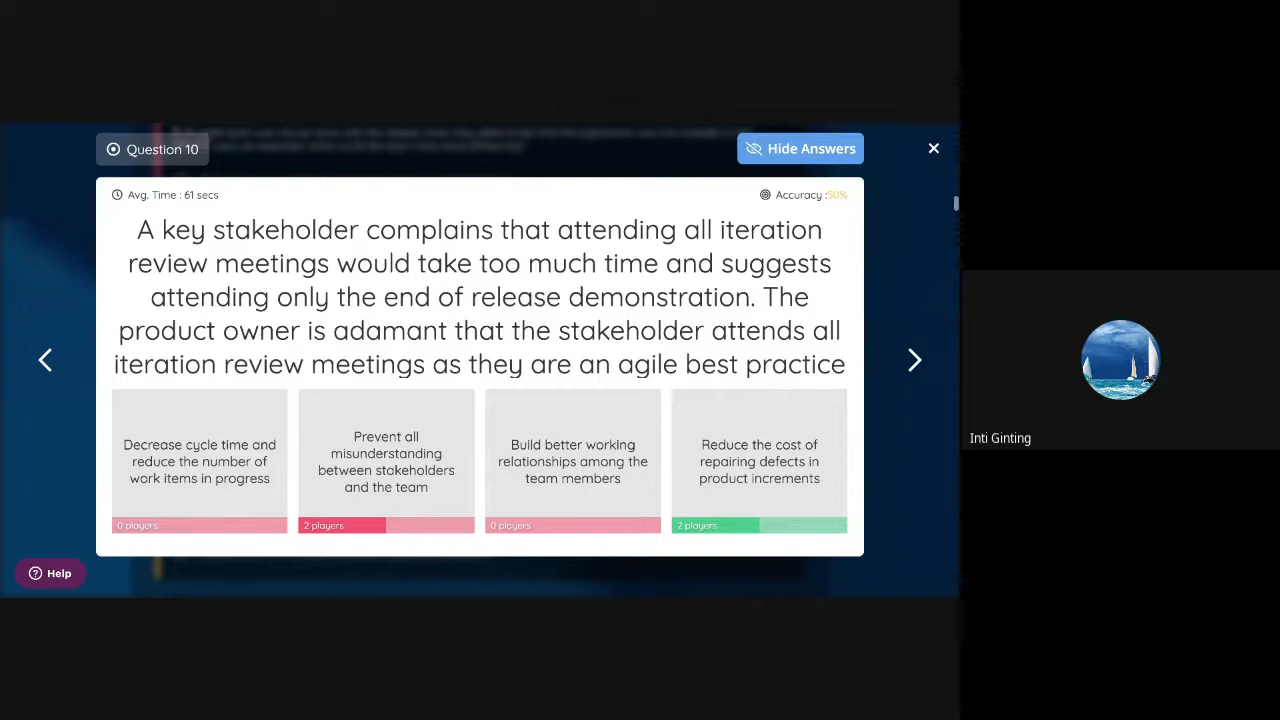 Question 10
Hide Answers
Avg. Time : 61 secs
Accuracy :50%
A key stakeholder complains that attending all iteration
review meetings would take too much time and suggests
attending only the end of release demonstration. The
product owner is adamant that the stakeholder attends all
iteration review meetings as they are an agile best practice
Decrease cycle time and
reduce the number of
work items in progress
0 players
Prevent all
misunderstanding
between stakeholders
and the team
2 players
Build better working
relationships among the
team members
0 players
Reduce the cost of
repairing defects in
product increments
2 players
Help
Inti Ginting